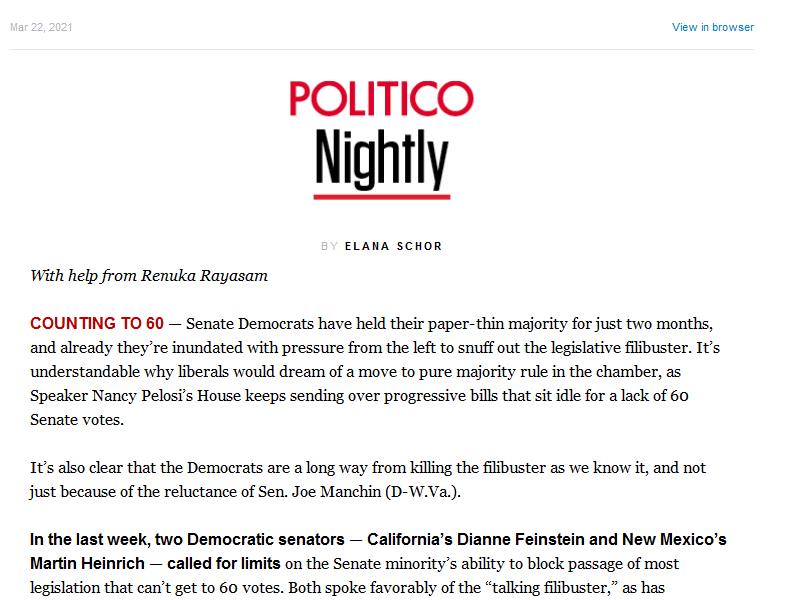 Mar 22, 2021
View in browser
POLITICO
Nightly
BY ELANA SCHOR
With help from Renuka Rayasam
COUNTING TO 60 — Senate Democrats have held their paper-thin majority for just two months,
and already they’re inundated with pressure from the left to snuff out the legislative filibuster. It’s
understandable why liberals would dream of a move to pure majority rule in the chamber, as
Speaker Nancy Pelosi’s House keeps sending over progressive bills that sit idle for a lack of 60
Senate votes.
It’s also clear that the Democrats are a long way from killing the filibuster as we know it, and not
just because of the reluctance of Sen. Joe Manchin (D-W.Va.).
In the last week, two Democratic senators — California’s Dianne Feinstein and New Mexico’s
Martin Heinrich — called for limits on the Senate minority’s ability to block passage of most
legislation that can’t get to 60 votes. Both spoke favorably of the “talking filibuster,” as has